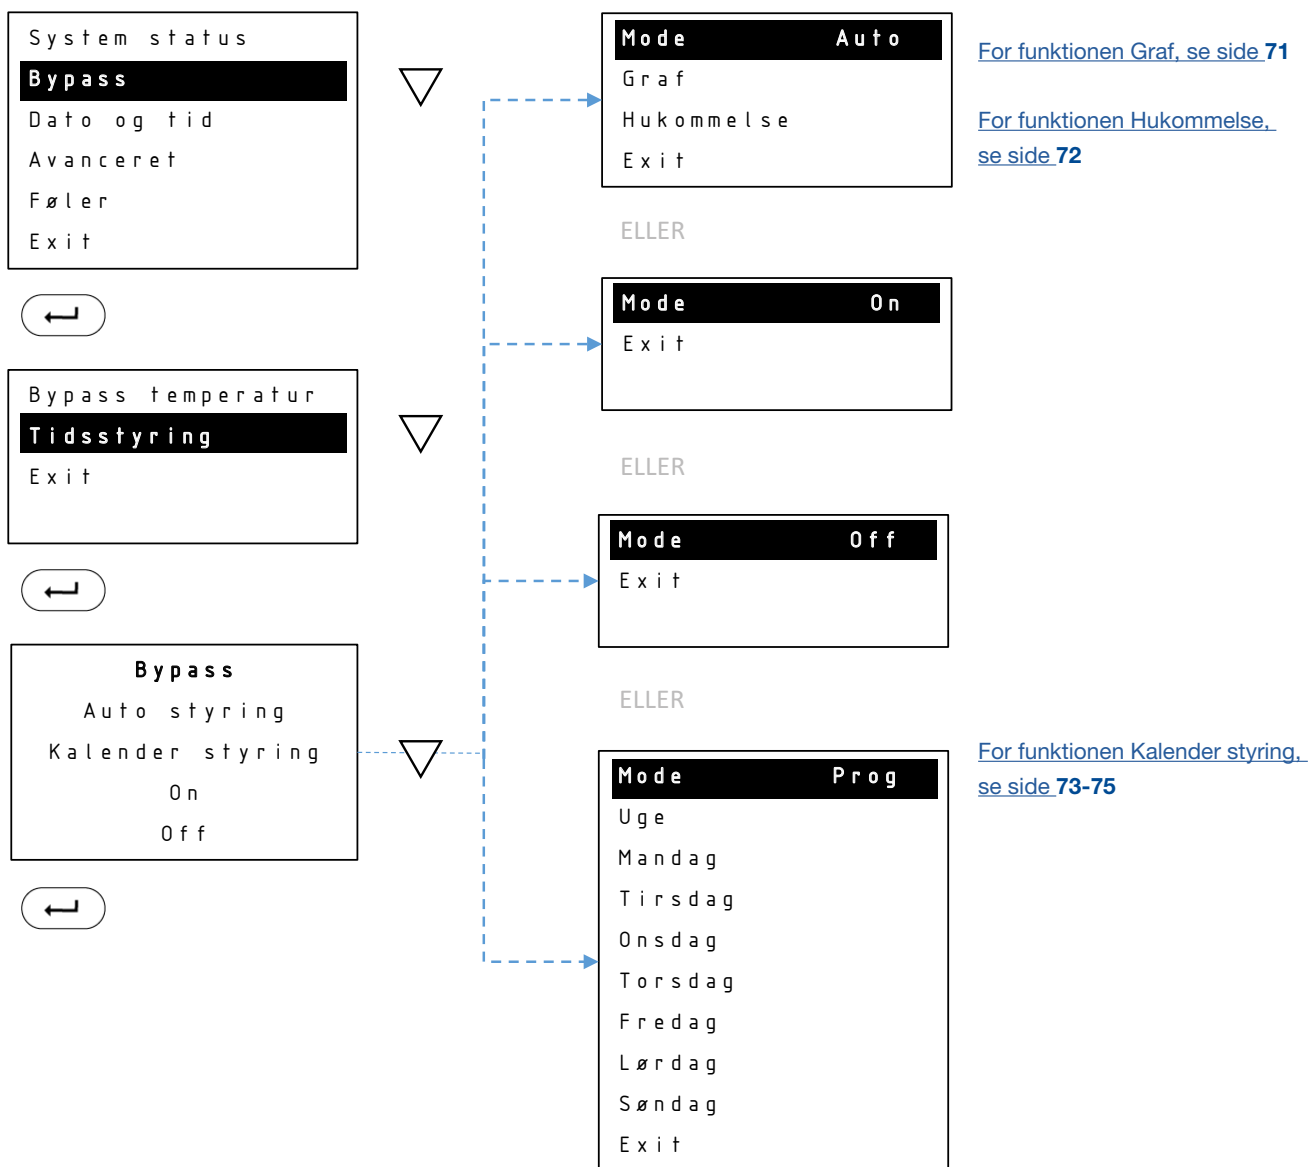 System status
Bypass
Dato og tid
Avanceret
Føler
Exit
Bypass temperatur
Tidsstyring
Exit
Bypass
Auto styring
Kalender styring
On
Off
Mode Auto
Graf
Hukommelse
Exit
ELLER
Mode On
Exit
ELLER
Mode Off
Exit
ELLER
Mode Prog
Uge
Mandag
Tirsdag
Onsdag
Torsdag
Fredag
Lørdag
Søndag
Exit
For funktionen Graf, se side 71
For funktionen Hukommelse,
se side 72
For funktionen Kalender styring,
se side 73-75